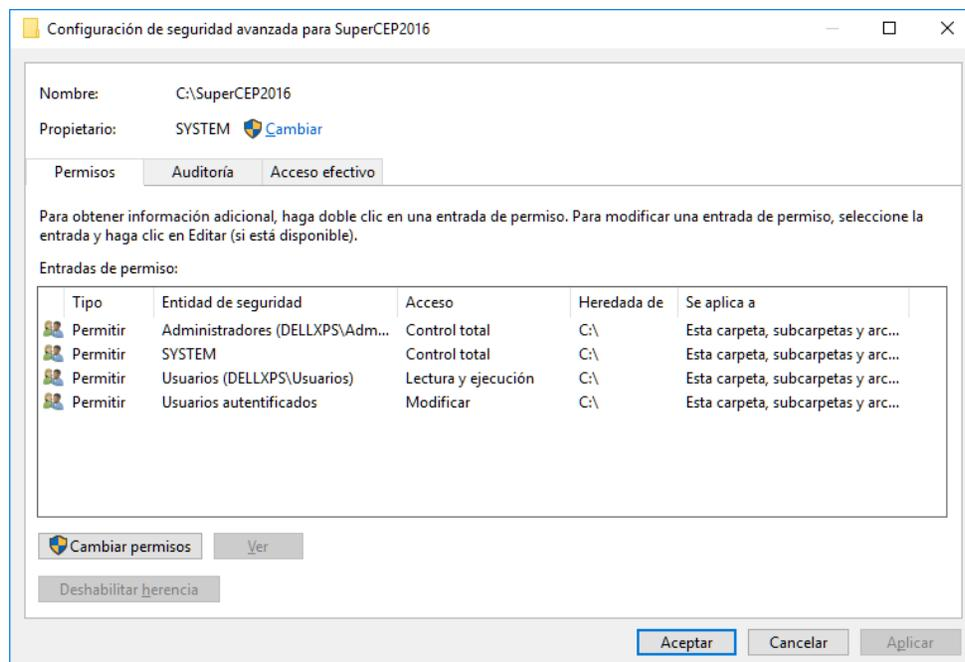 Configuración de seguridad avanzada para SuperCEP2016
Nombre: C:\SuperCEP2016
Propietario: SYSTEM Cambiar
Permisos Auditoría Acceso efectivo
Para obtener información adicional, haga doble clic en una entrada de permiso. Para modificar una entrada de permiso, seleccione la
entrada y haga clic en Editar (si está disponible).
Entradas de permiso:
Tipo Entidad de seguridad Acceso Heredada de Se aplica a
Permitir Administradores (DELLXPS\Adm... Control total C:\ Esta carpeta, subcarpetas y arc...
Permitir SYSTEM Control total C:\ Esta carpeta, subcarpetas y arc...
Permitir Usuarios (DELLXPS\Usuarios) Lectura y ejecución C:\ Esta carpeta, subcarpetas y arc...
Permitir Usuarios autentificados Modificar C:\ Esta carpeta, subcarpetas y arc...
Cambiar permisos Ver
Deshabilitar herencia
Aceptar Cancelar Aplicar